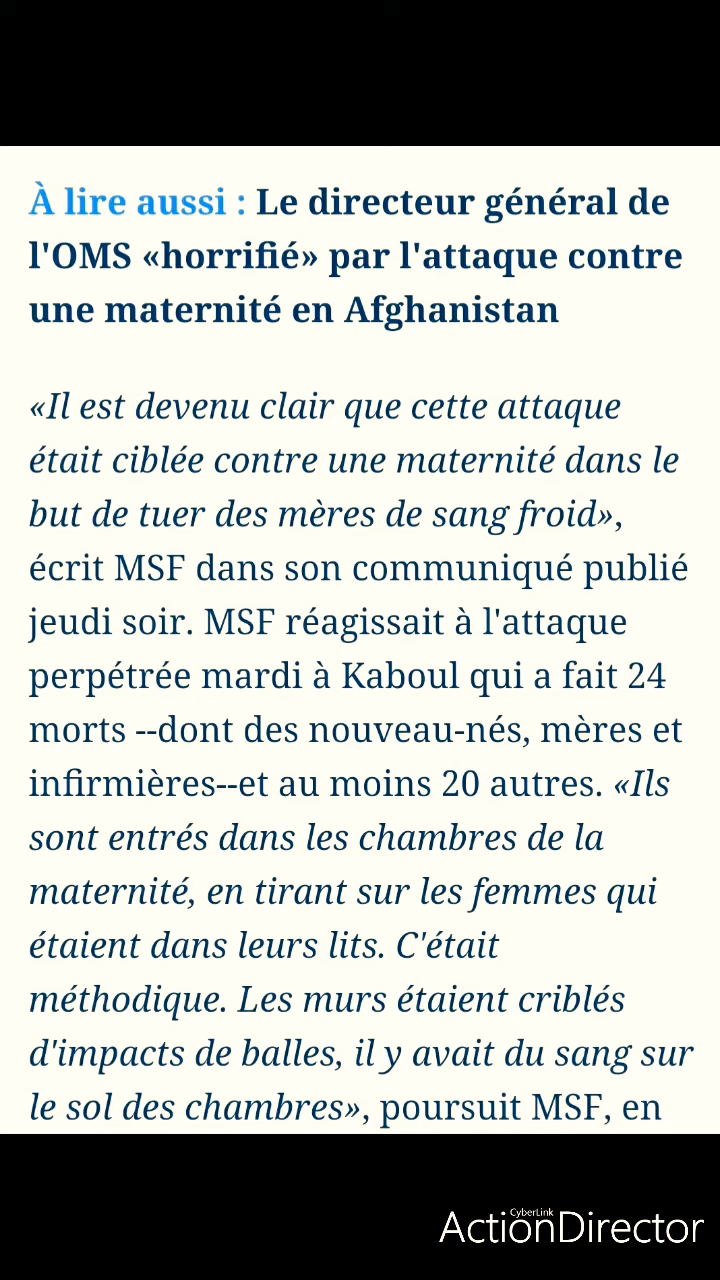 À lire aussi : Le directeur général de
l'OMS «horrifié» par l'attaque contre
une maternité en Afghanistan
«Il est devenu clair que cette attaque
était ciblée contre une maternité dans le
but de tuer des mères de sang froid»,
écrit MSF dans son communiqué publié
jeudi soir. MSF réagissait à l'attaque
perpétrée mardi à Kaboul qui a fait 24
morts --dont des nouveau-nés, mères et
infirmières--et au moins 20 autres. «Ils
sont entrés dans les chambres de la
maternité, en tirant sur les femmes qui
étaient dans leurs lits. C'était
méthodique. Les murs étaient criblés
d'impacts de balles, il y avait du sang sur
le sol des chambres», poursuit MSF, en
CyberLink
ActionDirector